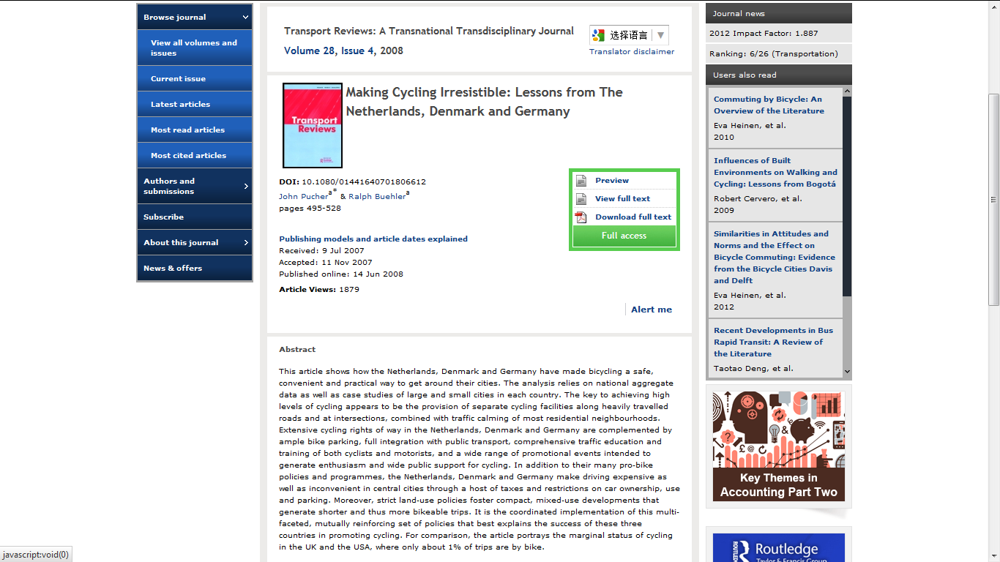 Browse journal
View all volumes and
issues
Current issue
Latest articles
Most read articles
Most cited articles
Authors and
submissions
Subscribe
About this journal
News & offers
Transport Reviews: A Transnational Transdisciplinary Journal
Volume 28, Issue 4, 2008
选择语言
Translator disclaimer
Transport
Reviews
Making Cycling Irresistible: Lessons from The
Netherlands, Denmark and Germany
DOI: 10.1080/01441640701806612
John Pucher a* & Ralph Buehler a
pages 495-528
Preview
View full text
Download full text
Full access
Publishing models and article dates explained
Received: 9 Jul 2007
Accepted: 11 Nov 2007
Published online: 14 Jun 2008
Article Views: 1879
Alert me
Abstract
This article shows how the Netherlands, Denmark and Germany have made bicycling a safe,
convenient and practical way to get around their cities. The analysis relies on national aggregate
data as well as case studies of large and small cities in each country. The key to achieving high
levels of cycling appears to be the provision of separate cycling facilities along heavily travelled
roads and at intersections, combined with traffic calming of most residential neighbourhoods.
Extensive cycling rights of way in the Netherlands, Denmark and Germany are complemented by
ample bike parking, full integration with public transport, comprehensive traffic education and
training of both cyclists and motorists, and a wide range of promotional events intended to
generate enthusiasm and wide public support for cycling. In addition to their many pro-bike
policies and programmes, the Netherlands, Denmark and Germany make driving expensive as
well as inconvenient in central cities through a host of taxes and restrictions on car ownership, use
and parking. Moreover, strict land-use policies foster compact, mixed-use developments that
generate shorter and thus more bikeable trips. It is the coordinated implementation of this multi-
faceted, mutually reinforcing set of policies that best explains the success of these three
countries in promoting cycling. For comparison, the article portrays the marginal status of cycling
in the UK and the USA, where only about 1% of trips are by bike.
Journal news
2012 Impact Factor: 1.887
Ranking: 6/26 (Transportation)
Users also read
Commuting by Bicycle: An
Overview of the Literature
Eva Heinen, et al.
2010
Influences of Built
Environments on Walking and
Cycling: Lessons from Bogotá
Robert Cervero, et al.
2009
Similarities in Attitudes and
Norms and the Effect on
Bicycle Commuting: Evidence
from the Bicycle Cities Davis
and Delft
Eva Heinen, et al.
2012
Recent Developments in Bus
Rapid Transit: A Review of
the Literature
Taotao Deng, et al.
£ @
Key Themes in
Accounting Part Two
ROUTLEDGE
Routledge
Taylor & Francis Group
javascript:void(0)